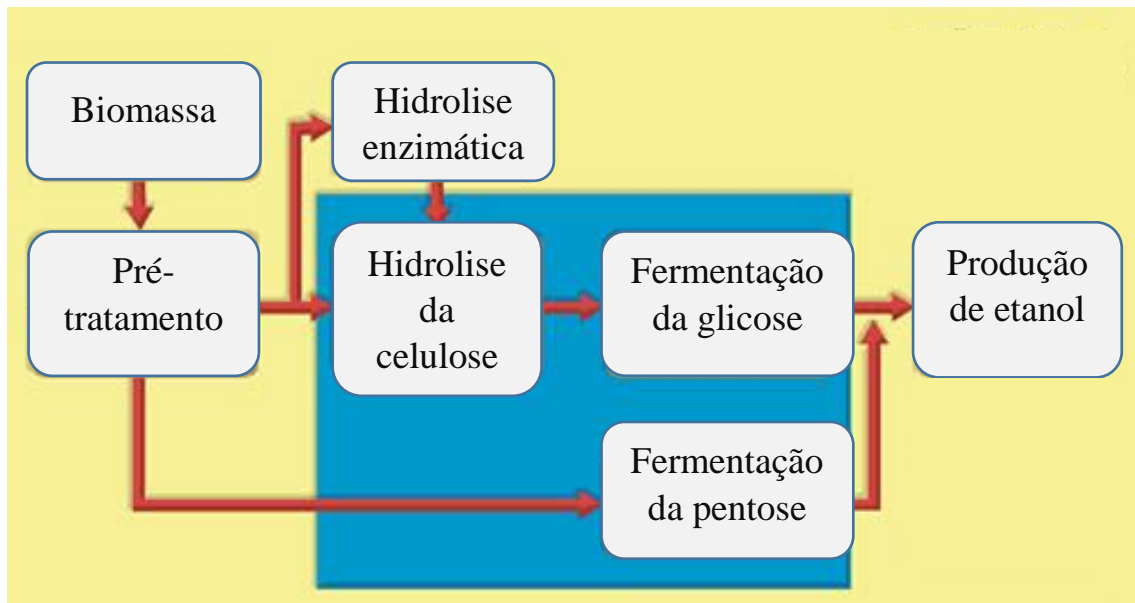 Biomassa
Hidrolise
enzimática
Pré-
tratamento
Hidrolise
da
celulose
Fermentação
da glicose
Produção
de etanol
Fermentação
da pentose